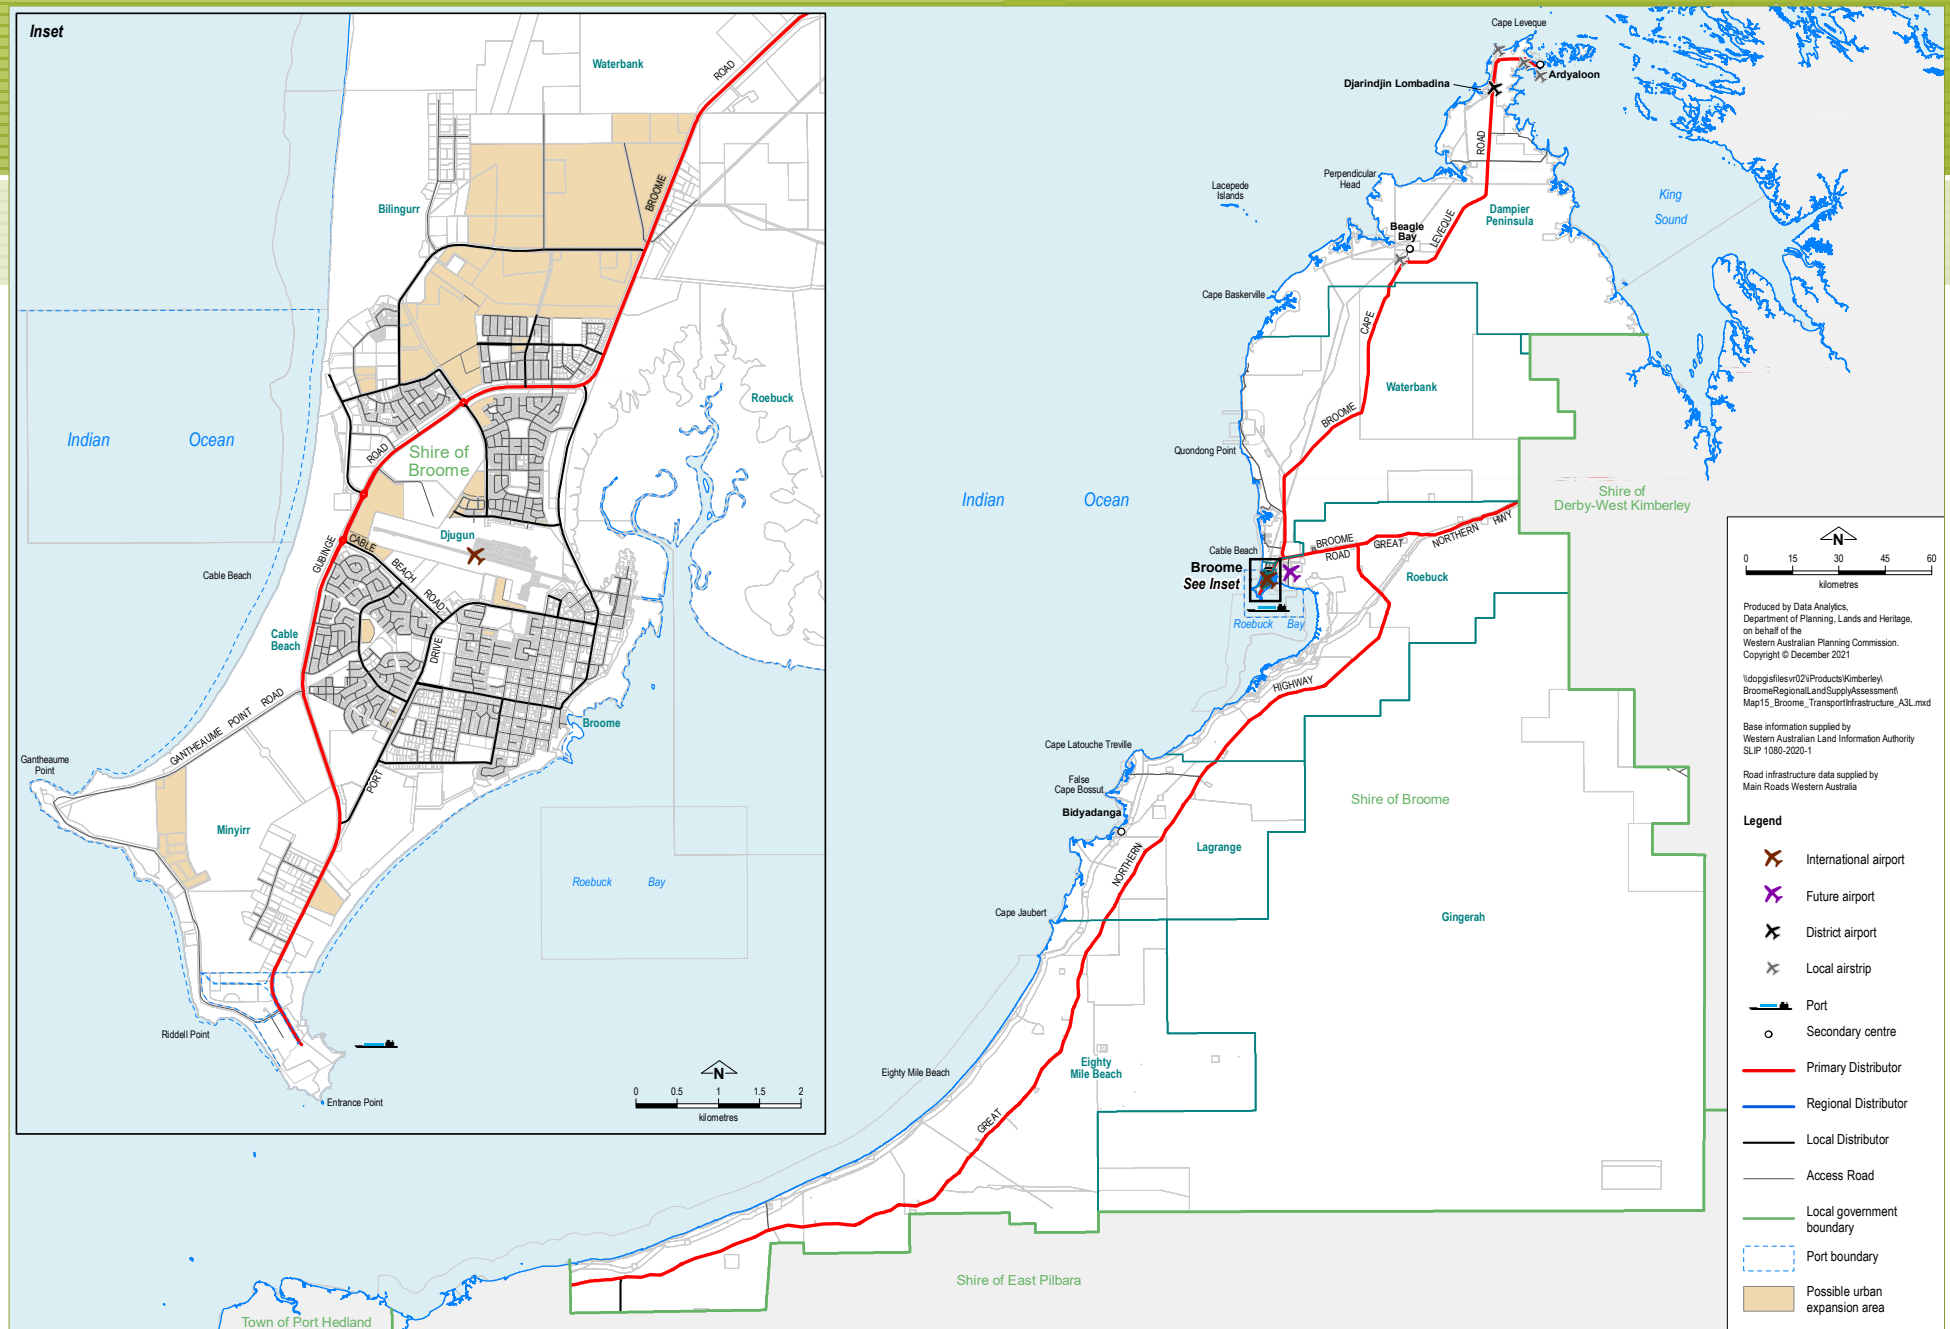 Inset
Waterbank
ROAD
BROOME
Bilingurr
Roebuck
Indian Ocean
Shire of
Broome
ROAD
Djugun
CABLE
BEACH
ROAD
GUBINGE
Cable Beach
Cable
Beach
DRIVE
GANTHEAUME POINT ROAD
Broome
PORT
Gantheaume
Point
Minyirr
Roebuck Bay
Riddell Point
Entrance Point
N
0 0.5 1 1.5 2
kilometres
Cape Leveque
Ardyaloon
Djarindjin Lombadina
ROAD
Perpendicular
Head
Lacepede
Islands
King
Sound
Dampier
Peninsula
Beagle
Bay
LEVEQUE
Cape Baskerville
CAPE
Waterbank
BROOME
Quondong Point
Indian Ocean
Shire of
Derby-West Kimberley
Cable Beach
BROOME
ROAD
GREAT
NORTHERN
HWY
Broome
See Inset
Roebuck
Roebuck Bay
HIGHWAY
Cape Latouche Treville
False
Cape Bossut
Bidyadanga
Shire of Broome
Lagrange
NORTHERN
Cape Jaubert
Gingerah
Eighty Mile Beach
Eighty
Mile Beach
GREAT
Shire of East Pilbara
Town of Port Hedland
N
0 15 30 45 60
kilometres
Produced by Data Analytics,
Department of Planning, Lands and Heritage,
on behalf of the
Western Australian Planning Commission.
Copyright © December 2021
\\dopgisfilesvr02\iProducts\Kimberley\
BroomeRegionalLandSupplyAssessment\
Map15_Broome_TransportInfrastructure_A3L.mxd
Base information supplied by
Western Australian Land Information Authority
SLIP 1080-2020-1
Road infrastructure data supplied by
Main Roads Western Australia
Legend
International airport
Future airport
District airport
Local airstrip
Port
Secondary centre
Primary Distributor
Regional Distributor
Local Distributor
Access Road
Local government
boundary
Port boundary
Possible urban
expansion area